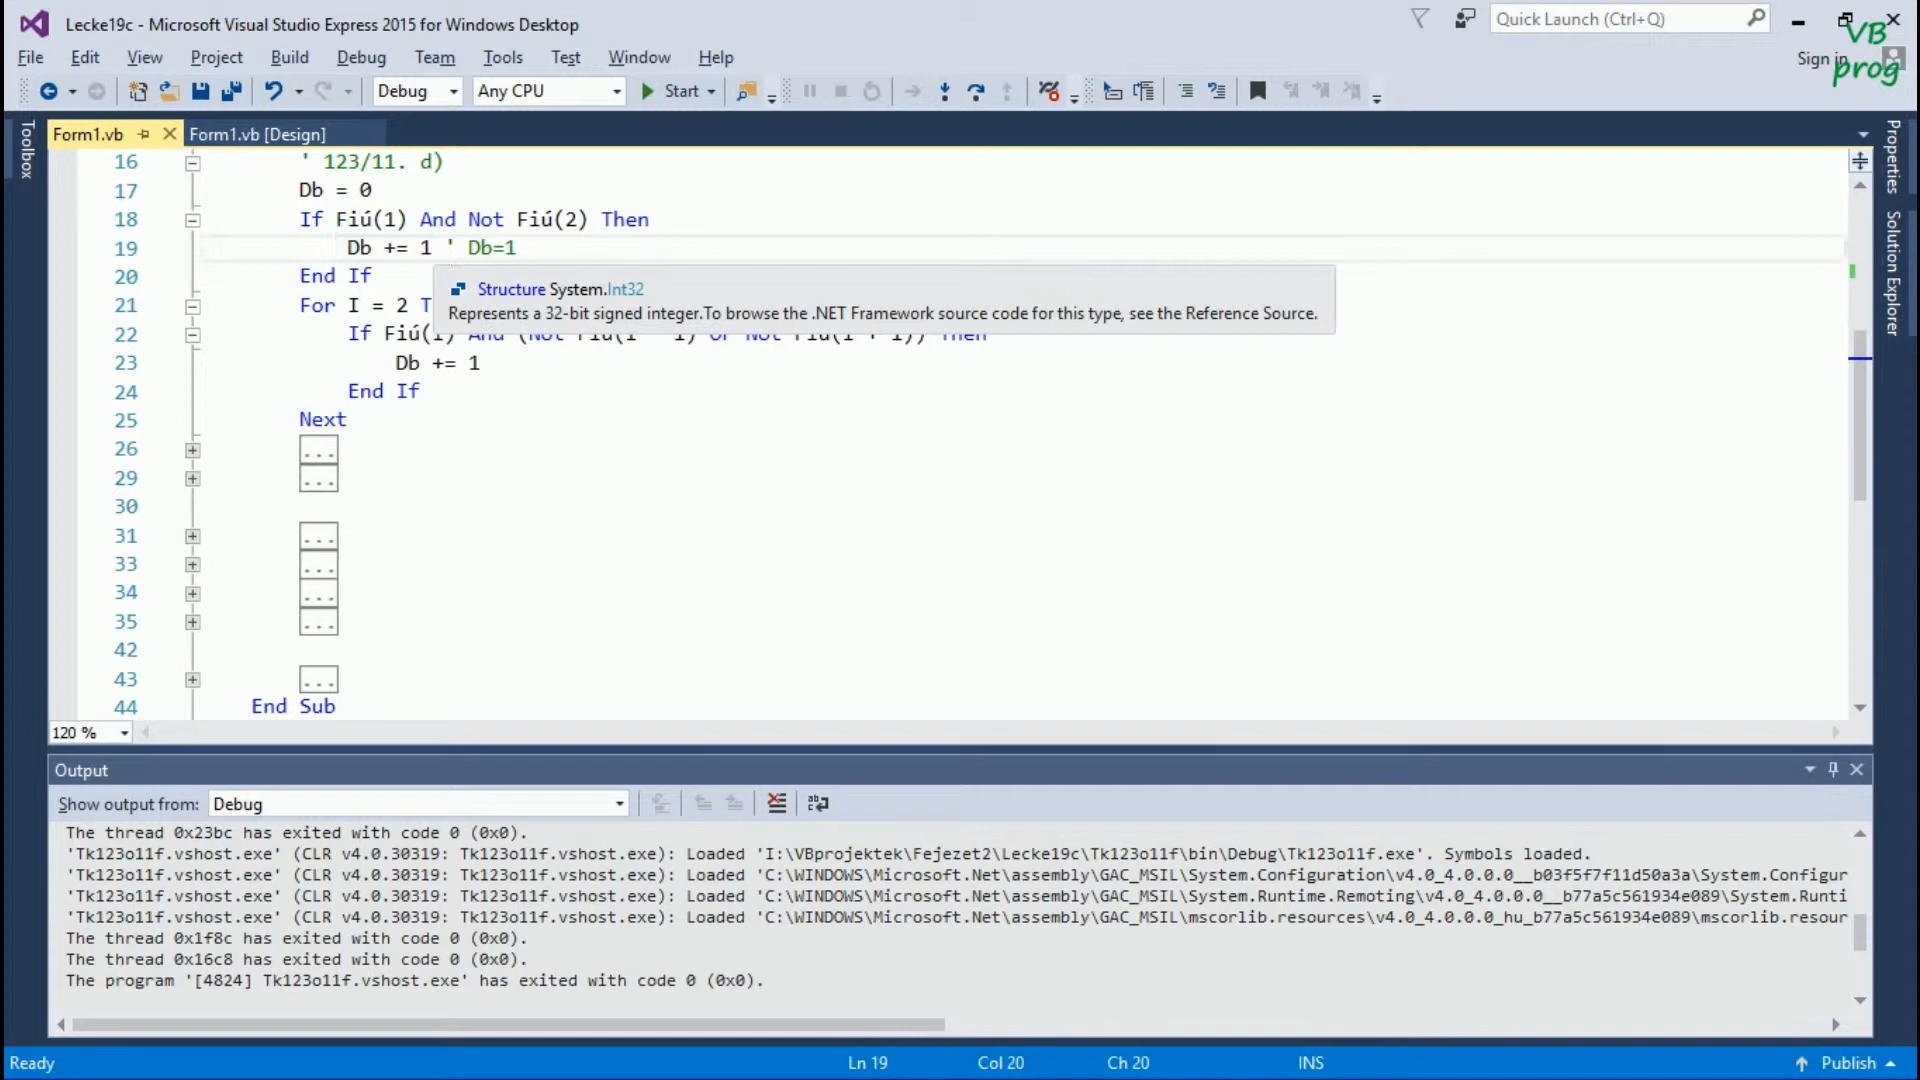 Lecke19c - Microsoft Visual Studio Express 2015 for Windows Desktop
Quick Launch (Ctrl+Q)
VB
prog
File Edit View Project Build Debug Team Tools Test Window Help
Sign in
Debug Any CPU Start
Toolbox
Form1.vb Form1.vb [Design]
Properties
Solution Explorer
16 ' 123/11. d)
17 Db = 0
18 If Fiú(1) And Not Fiú(2) Then
19 Db += 1 ' Db=1
20 End If
Structure System.Int32
21 For I = 2 T
Represents a 32-bit signed integer.To browse the .NET Framework source code for this type, see the Reference Source.
22 If Fiú(I) And (Not Fiú(I - 1) Or Not Fiú(I + 1)) Then
23 Db += 1
24 End If
25 Next
26 ...
29 ...
30
31 ...
33 ...
34 ...
35 ...
42
43 ...
44 End Sub
120 %
Output
Show output from: Debug
The thread 0x23bc has exited with code 0 (0x0).
'Tk123o11f.vshost.exe' (CLR v4.0.30319: Tk123o11f.vshost.exe): Loaded 'I:\VBprojektek\Fejezet2\Lecke19c\Tk123o11f\bin\Debug\Tk123o11f.exe'. Symbols loaded.
'Tk123o11f.vshost.exe' (CLR v4.0.30319: Tk123o11f.vshost.exe): Loaded 'C:\WINDOWS\Microsoft.Net\assembly\GAC_MSIL\System.Configuration\v4.0_4.0.0.0__b03f5f7f11d50a3a\System.Configur
'Tk123o11f.vshost.exe' (CLR v4.0.30319: Tk123o11f.vshost.exe): Loaded 'C:\WINDOWS\Microsoft.Net\assembly\GAC_MSIL\System.Runtime.Remoting\v4.0_4.0.0.0__b77a5c561934e089\System.Runti
'Tk123o11f.vshost.exe' (CLR v4.0.30319: Tk123o11f.vshost.exe): Loaded 'C:\WINDOWS\Microsoft.Net\assembly\GAC_MSIL\mscorlib.resources\v4.0_4.0.0.0_hu_b77a5c561934e089\mscorlib.resour
The thread 0x1f8c has exited with code 0 (0x0).
The thread 0x16c8 has exited with code 0 (0x0).
The program '[4824] Tk123o11f.vshost.exe' has exited with code 0 (0x0).
Ready Ln 19 Col 20 Ch 20 INS Publish